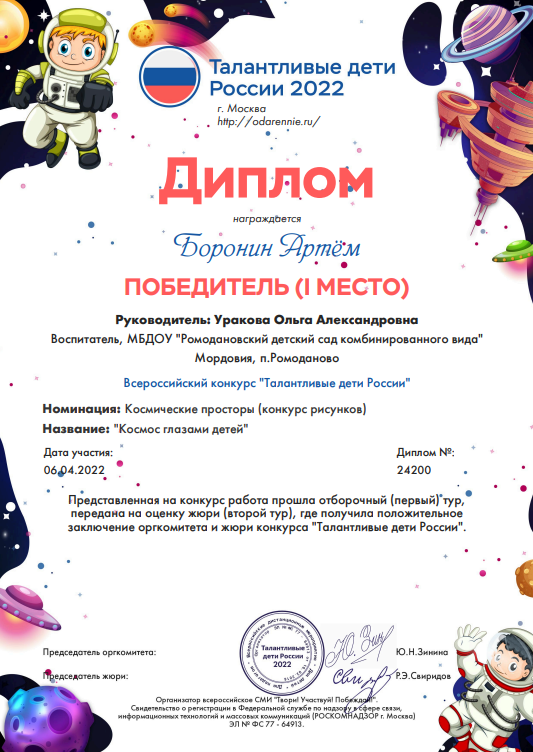 Талантливые дети
России 2022
г. Москва
http://odarennie.ru/
Диплом
награждается
Боронин Артём
ПОБЕДИТЕЛЬ (I МЕСТО)
Руководитель: Уракова Ольга Александровна
Воспитатель, МБДОУ "Ромодановский детский сад комбинированного вида"
Мордовия, п.Ромоданово
Всероссийский конкурс "Талантливые дети России"
Номинация: Космические просторы (конкурс рисунков)
Название: "Космос глазами детей"
Дата участия:
06.04.2022
Диплом №:
24200
Представленная на конкурс работа прошла отборочный (первый) тур,
передана на оценку жюри (второй тур), где получила положительное
заключение оргкомитета и жюри конкурса "Талантливые дети России".
Председатель оргкомитета:
Ю.Н.Зинина
Председатель жюри:
Р.Э.Свиридов
Талантливые
дети России
2022
Организатор всероссийское СМИ "Твори! Участвуй! Побеждай!".
Свидетельство о регистрации в Федеральной службе по надзору в сфере связи,
информационных технологий и массовых коммуникаций (РОСКОМНАДЗОР г. Москва)
ЭЛ № ФС 77 - 64913.